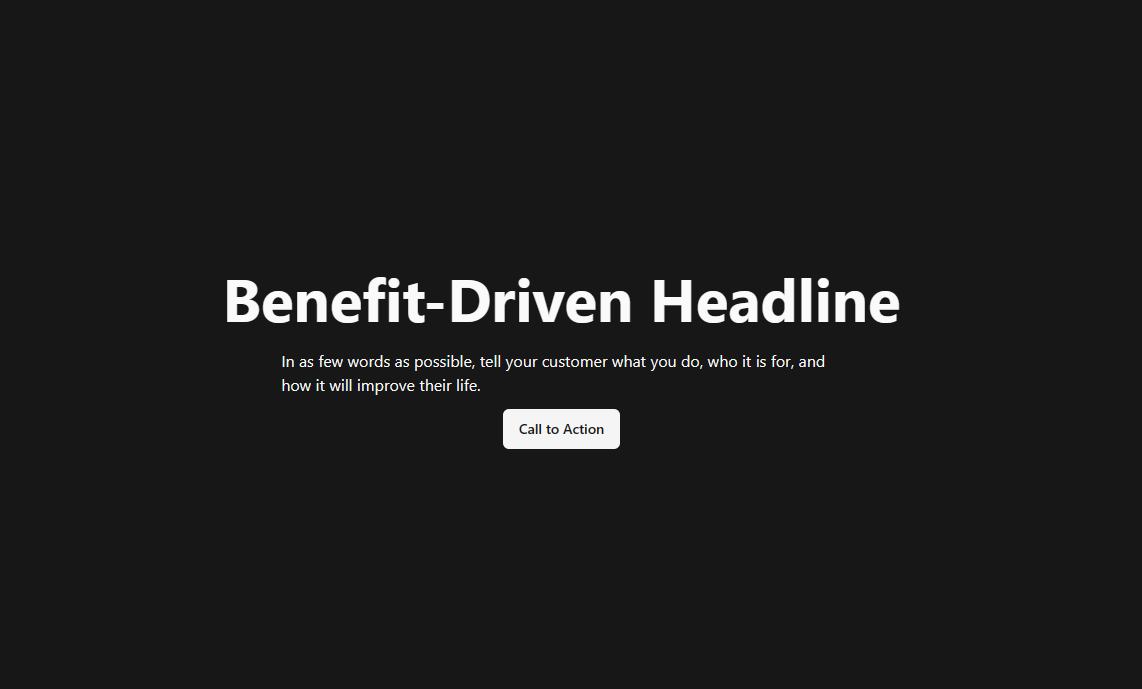 Benefit-Driven Headline
In as few words as possible, tell your customer what you do, who it is for, and
how it will improve their life.
Call to Action